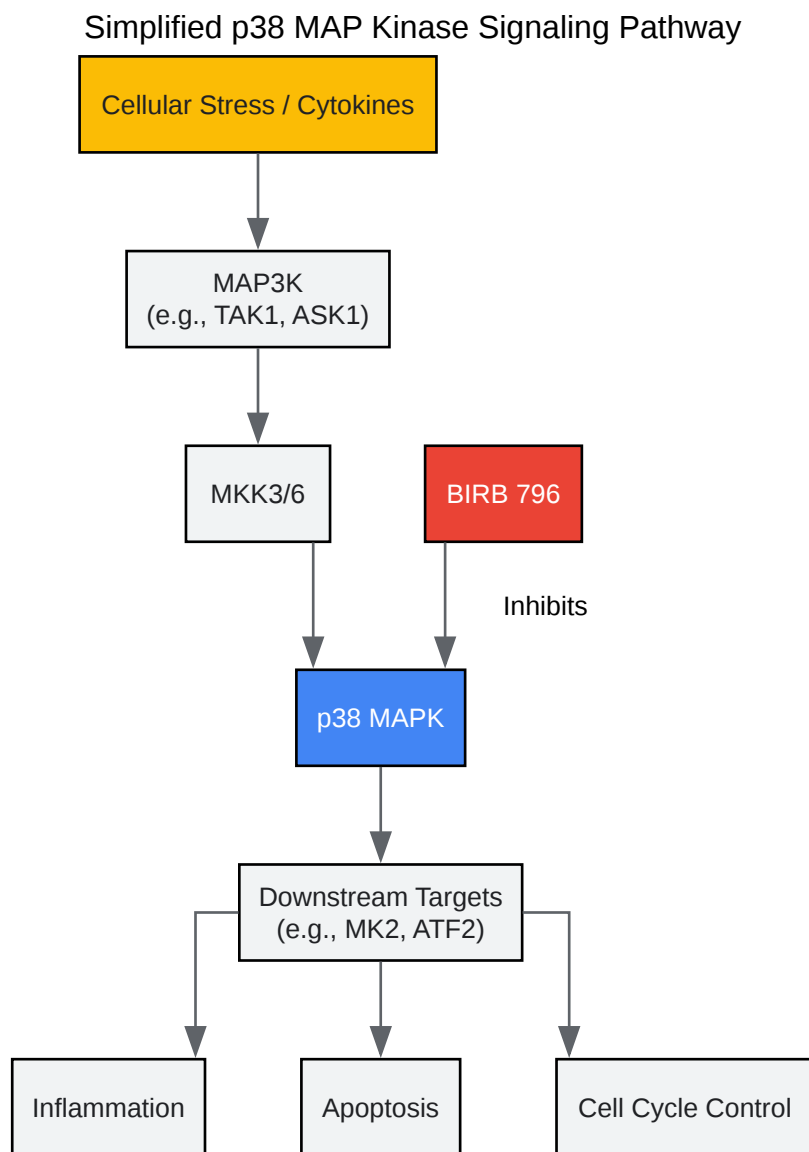 Simplified p38 MAP Kinase Signaling Pathway
Cellular Stress / Cytokines
MAP3K
(e.g., TAK1, ASK1)
MKK3/6
BIRB 796
Inhibits
p38 MAPK
Downstream Targets
(e.g., MK2, ATF2)
Inflammation
Apoptosis
Cell Cycle Control